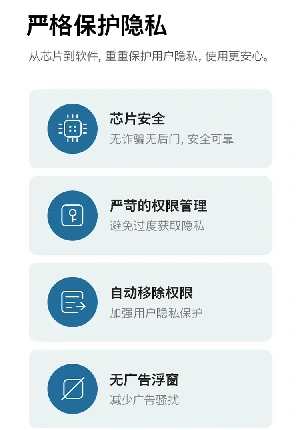 严格保护隐私
从芯片到软件, 重重保护用户隐私, 使用更安心。
芯片安全
无诈骗无后门, 安全可靠
严苛的权限管理
避免过度获取隐私
自动移除权限
加强用户隐私保护
无广告浮窗
减少广告骚扰